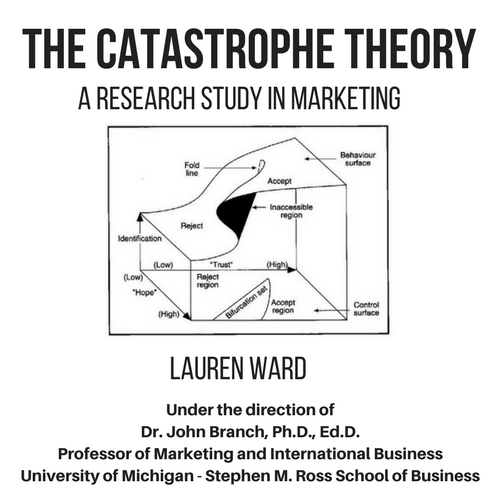 THE CATASTROPHE THEORY
A RESEARCH STUDY IN MARKETING
Behaviour
surface
Fold
line
Accept
Inaccessible
region
Reject
Identification
(Low)
"Trust"
(High)
(Low)
Reject
region
"Hope"
Bifurcation set
Accept
region
Control
surface
(High)
LAUREN WARD
Under the direction of
Dr. John Branch, Ph.D., Ed.D.
Professor of Marketing and International Business
University of Michigan - Stephen M. Ross School of Business